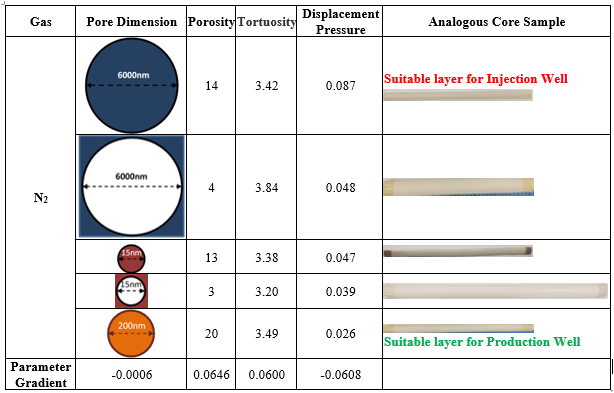 Gas Pore Dimension Porosity Tortuosity Displacement Pressure Analogous Core Sample
N2
6000nm 14 3.42 0.087 Suitable layer for Injection Well
6000nm 4 3.84 0.048
15nm 13 3.38 0.047
15nm 3 3.20 0.039
200nm 20 3.49 0.026 Suitable layer for Production Well
Parameter Gradient -0.0006 0.0646 0.0600 -0.0608